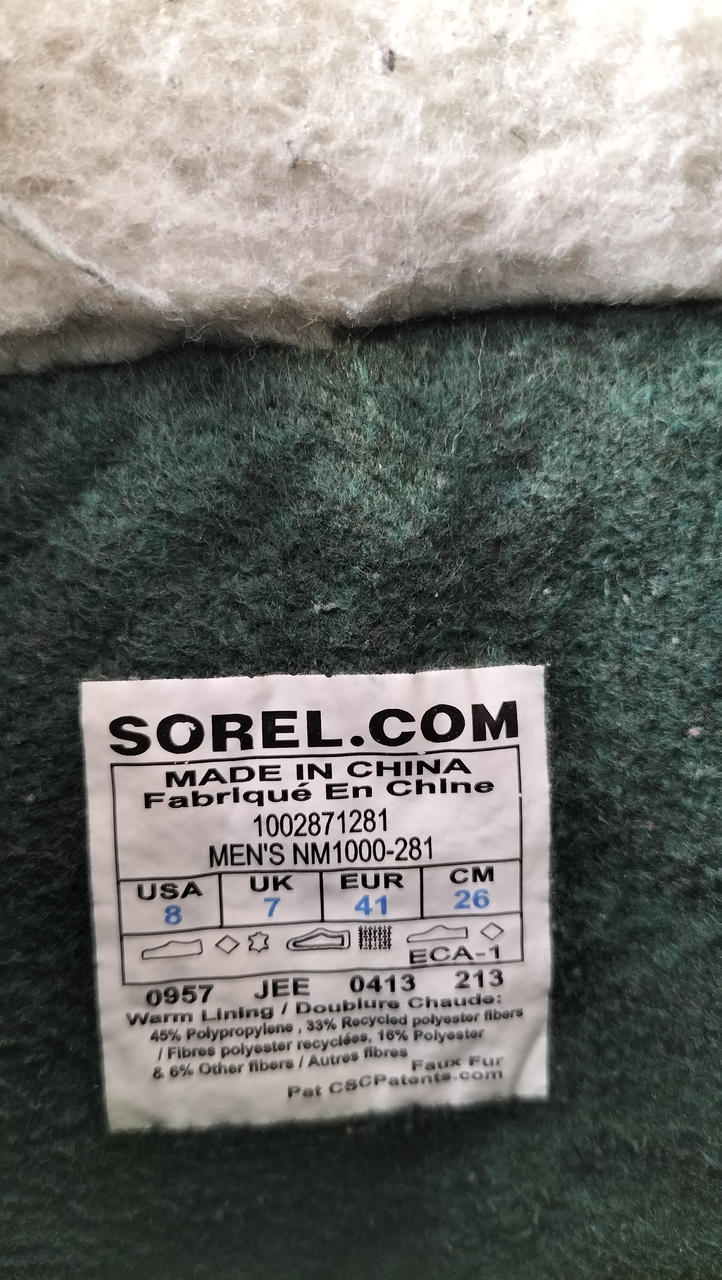 SOREL.COM
MADE IN CHINA
Fabriqué En Chine
1002871281
MEN'S NM1000-281
USA UK EUR CM
8 7 41 26
ECA-1
0957 JEE 0413 213
Warm Lining / Doublure Chaude:
45% Polypropylene , 33% Recycled polyester fibers
/ Fibres polyester recyclées, 16% Polyester
& 6% Other fibers / Autres fibres
Faux Fur
Pat CSCPatents.com